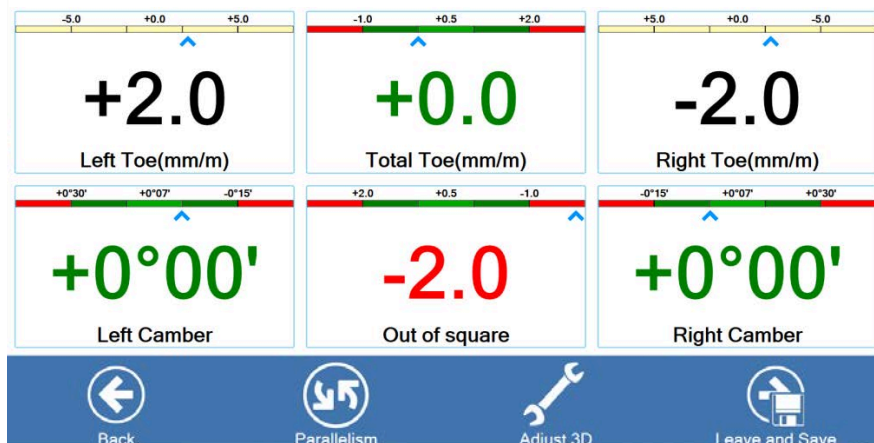 -5.0 +0.0 +5.0
-1.0 +0.5 +2.0
+5.0 +0.0 -5.0
+2.0
+0.0
-2.0
Left Toe(mm/m)
Total Toe(mm/m)
Right Toe(mm/m)
+0°30' +0°07' -0°15'
+2.0 +0.5 -1.0
-0°15' +0°07' +0°30'
+0°00'
-2.0
+0°00'
Left Camber
Out of square
Right Camber
Back
Parallelism
Adjust 3D
Leave and Save